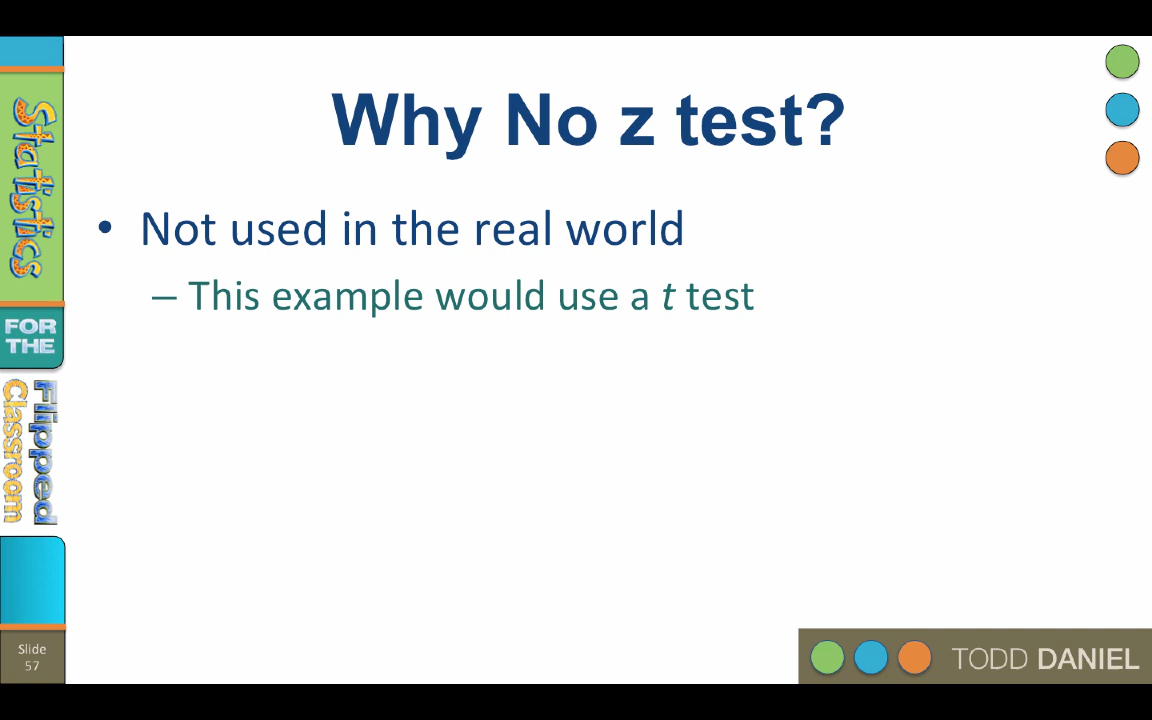 Why No z test?
• Not used in the real world
– This example would use a t test
Statistics
FOR
THE
Flipped
Classroom
Slide
57
TODD DANIEL